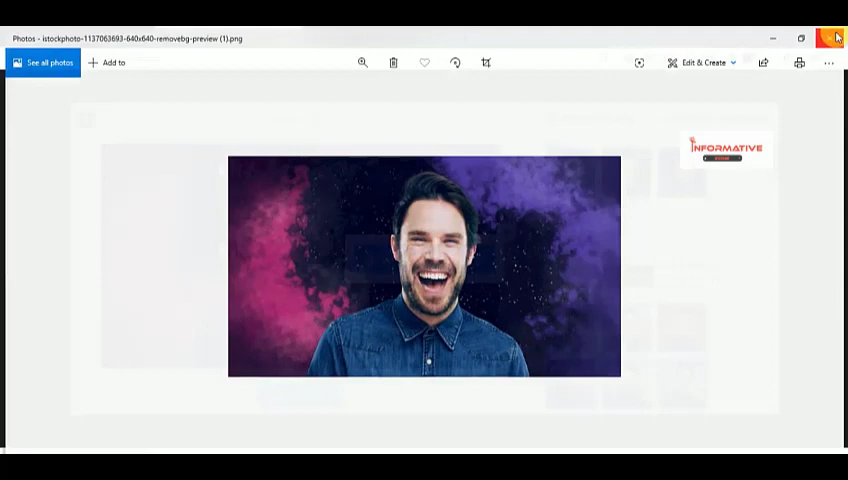 Photos - istockphoto-1137063693-640x640-removebg-preview (1).png
See all photos
Add to
Edit & Create
INFORMATIVE